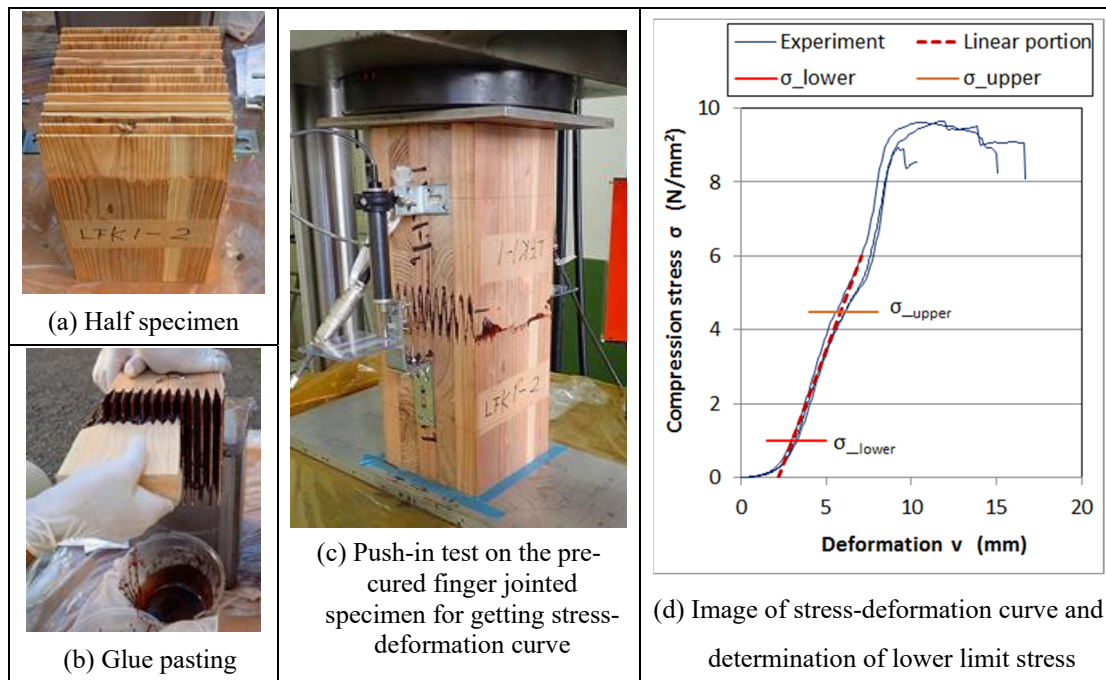 LFK1-2
(a) Half specimen
(b) Glue pasting
LFK1-1
LFK1-2
(c) Push-in test on the pre-
cured finger jointed
specimen for getting stress-
deformation curve
Experiment
Linear portion
σ_lower
σ_upper
Compression stress σ (N/mm²)
10
8
6
4
2
0
σ_upper
σ_lower
0 5 10 15 20
Deformation v (mm)
(d) Image of stress-deformation curve and
determination of lower limit stress